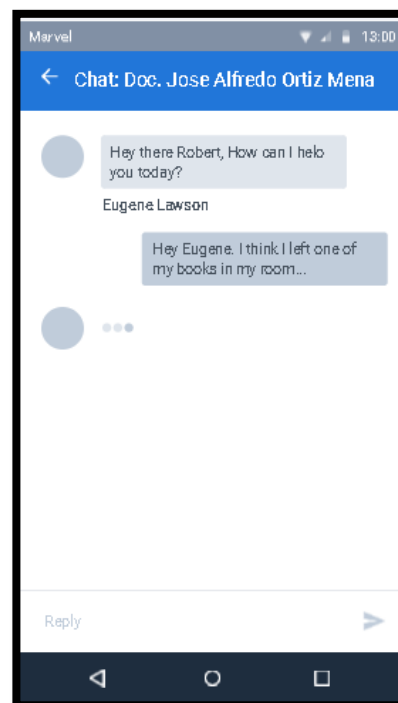 Marvel 13:00
Chat: Doc. Jose Alfredo Ortiz Mena
Hey there Robert, How can I helo
you today?
Eugene Lawson
Hey Eugene. I think I left one of
my books in my room...
Reply